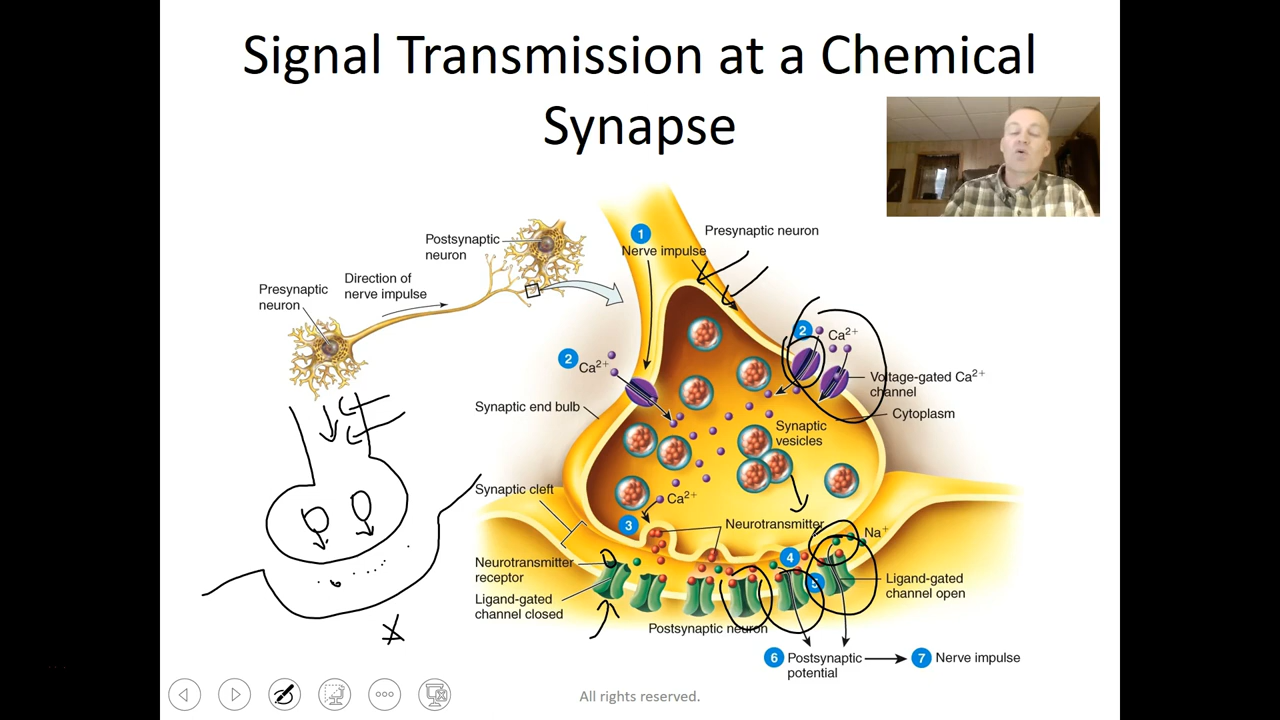 Signal Transmission at a Chemical
Synapse
Postsynaptic
neuron
Direction of
nerve impulse
Presynaptic
neuron
1
Nerve impulse
Presynaptic neuron
2
Ca2+
2
Ca2+
Voltage-gated Ca2+
channel
Synaptic end bulb
Cytoplasm
Synaptic
vesicles
Synaptic cleft
Ca2+
3
Neurotransmitter
Na+
4
Neurotransmitter
receptor
5
Ligand-gated
channel open
Ligand-gated
channel closed
Postsynaptic neuron
6 Postsynaptic
potential
7 Nerve impulse
All rights reserved.